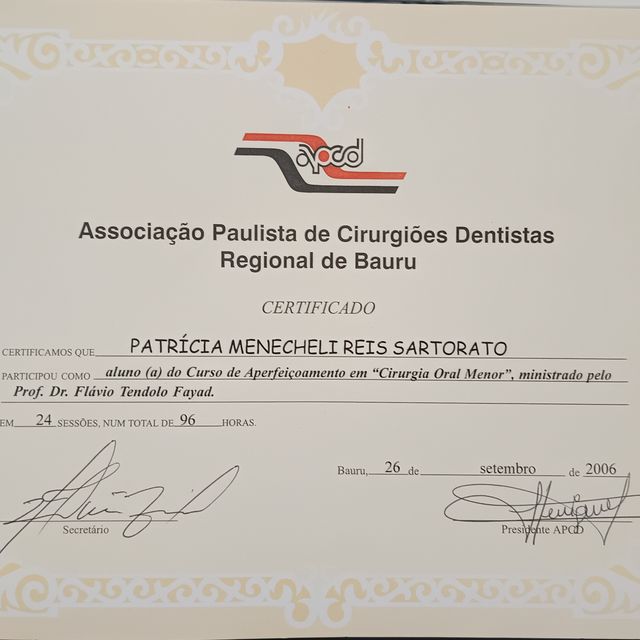 apcd
Associação Paulista de Cirurgiões Dentistas
Regional de Bauru
CERTIFICADO
CERTIFICAMOS QUE PATRÍCIA MENECHELI REIS SARTORATO
PARTICIPOU COMO aluno (a) do Curso de Aperfeiçoamento em “Cirurgia Oral Menor”, ministrado pelo
Prof. Dr. Flávio Tendolo Fayad.
EM 24 SESSÕES, NUM TOTAL DE 96 HORAS.
Bauru, 26 de setembro de 2006
Secretário
Presidente APCD